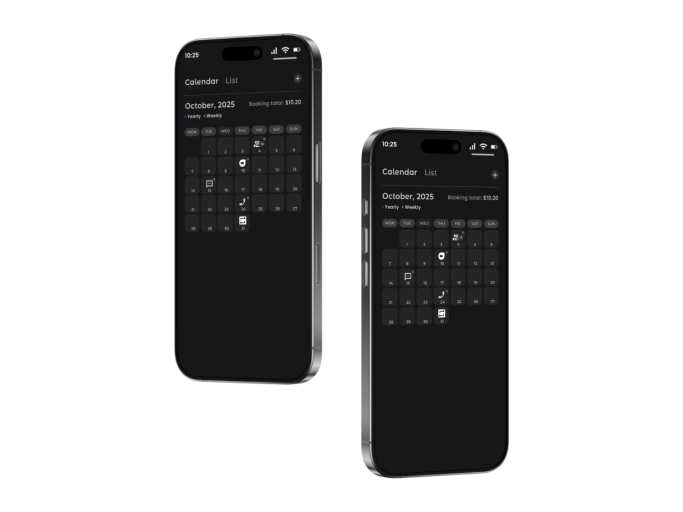 10:25
Calendar List
+
October, 2025 Booking total: $10.20
Yearly Weekly
MON TUE WED THU FRI SAT SUN
1 2 3 4 5 6
7 8 9 10 11 12 13
14 15 16 17 18 19 20
21 22 23 24 25 26 27
28 29 30 31
10:25
Calendar List
+
October, 2025 Booking total: $10.20
Yearly Weekly
MON TUE WED THU FRI SAT SUN
1 2 3 4 5 6
7 8 9 10 11 12 13
14 15 16 17 18 19 20
21 22 23 24 25 26 27
28 29 30 31